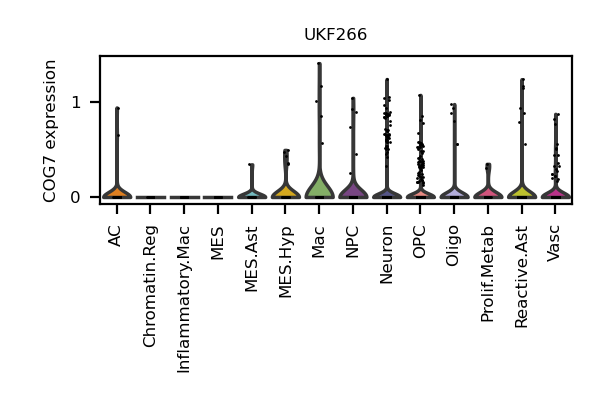 UKF266
COG7 expression
1
0
AC
Chromatin.Reg
Inflammatory.Mac
MES
MES.Ast
MES.Hyp
Mac
NPC
Neuron
OPC
Oligo
Prolif.Metab
Reactive.Ast
Vasc